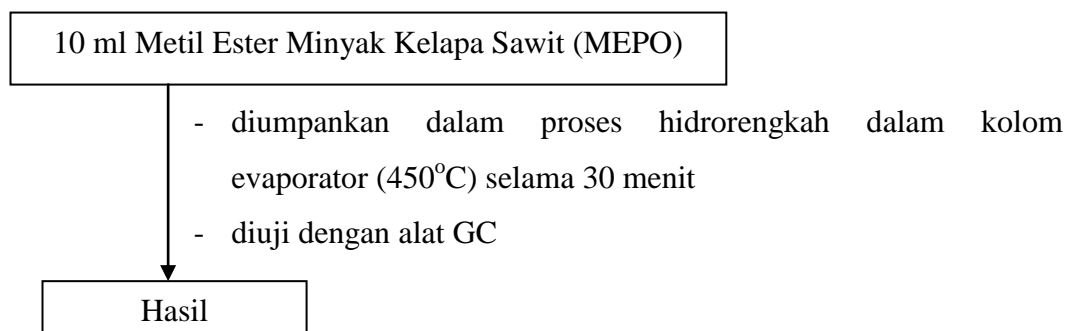 10 ml Metil Ester Minyak Kelapa Sawit (MEPO)
- diumpankan dalam proses hidrorengkah dalam kolom
evaporator (450°C) selama 30 menit
- diuji dengan alat GC
Hasil